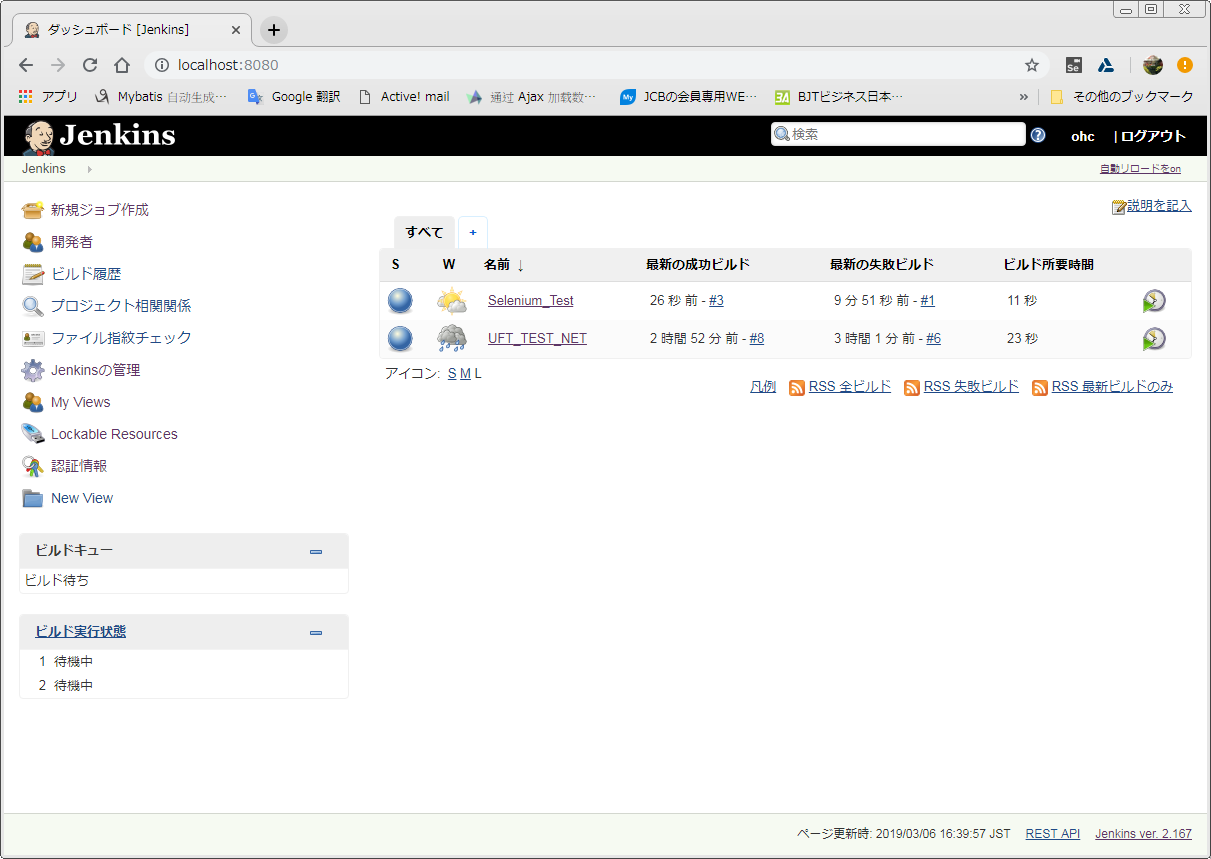 ダッシュボード [Jenkins]
localhost:8080
アプリ Mybatis 自动生成… Google 翻訳 Active! mail 通过 Ajax 加载数… JCBの会員専用WE… BJTビジネス日本… » その他のブックマーク
Jenkins 検索 ohc | ログアウト
Jenkins 自動リロードをon
説明を記入
新規ジョブ作成
開発者
ビルド履歴
プロジェクト相関関係
ファイル指紋チェック
Jenkinsの管理
My Views
Lockable Resources
認証情報
New View
ビルドキュー
ビルド待ち
ビルド実行状態
1 待機中
2 待機中
すべて +
S W 名前 ↓ 最新の成功ビルド 最新の失敗ビルド ビルド所要時間
Selenium_Test 26 秒 前 - #3 9 分 51 秒 前 - #1 11 秒
UFT_TEST_NET 2 時間 52 分 前 - #8 3 時間 1 分 前 - #6 23 秒
アイコン: S M L
凡例 RSS 全ビルド RSS 失敗ビルド RSS 最新ビルドのみ
ページ更新時: 2019/03/06 16:39:57 JST REST API Jenkins ver. 2.167